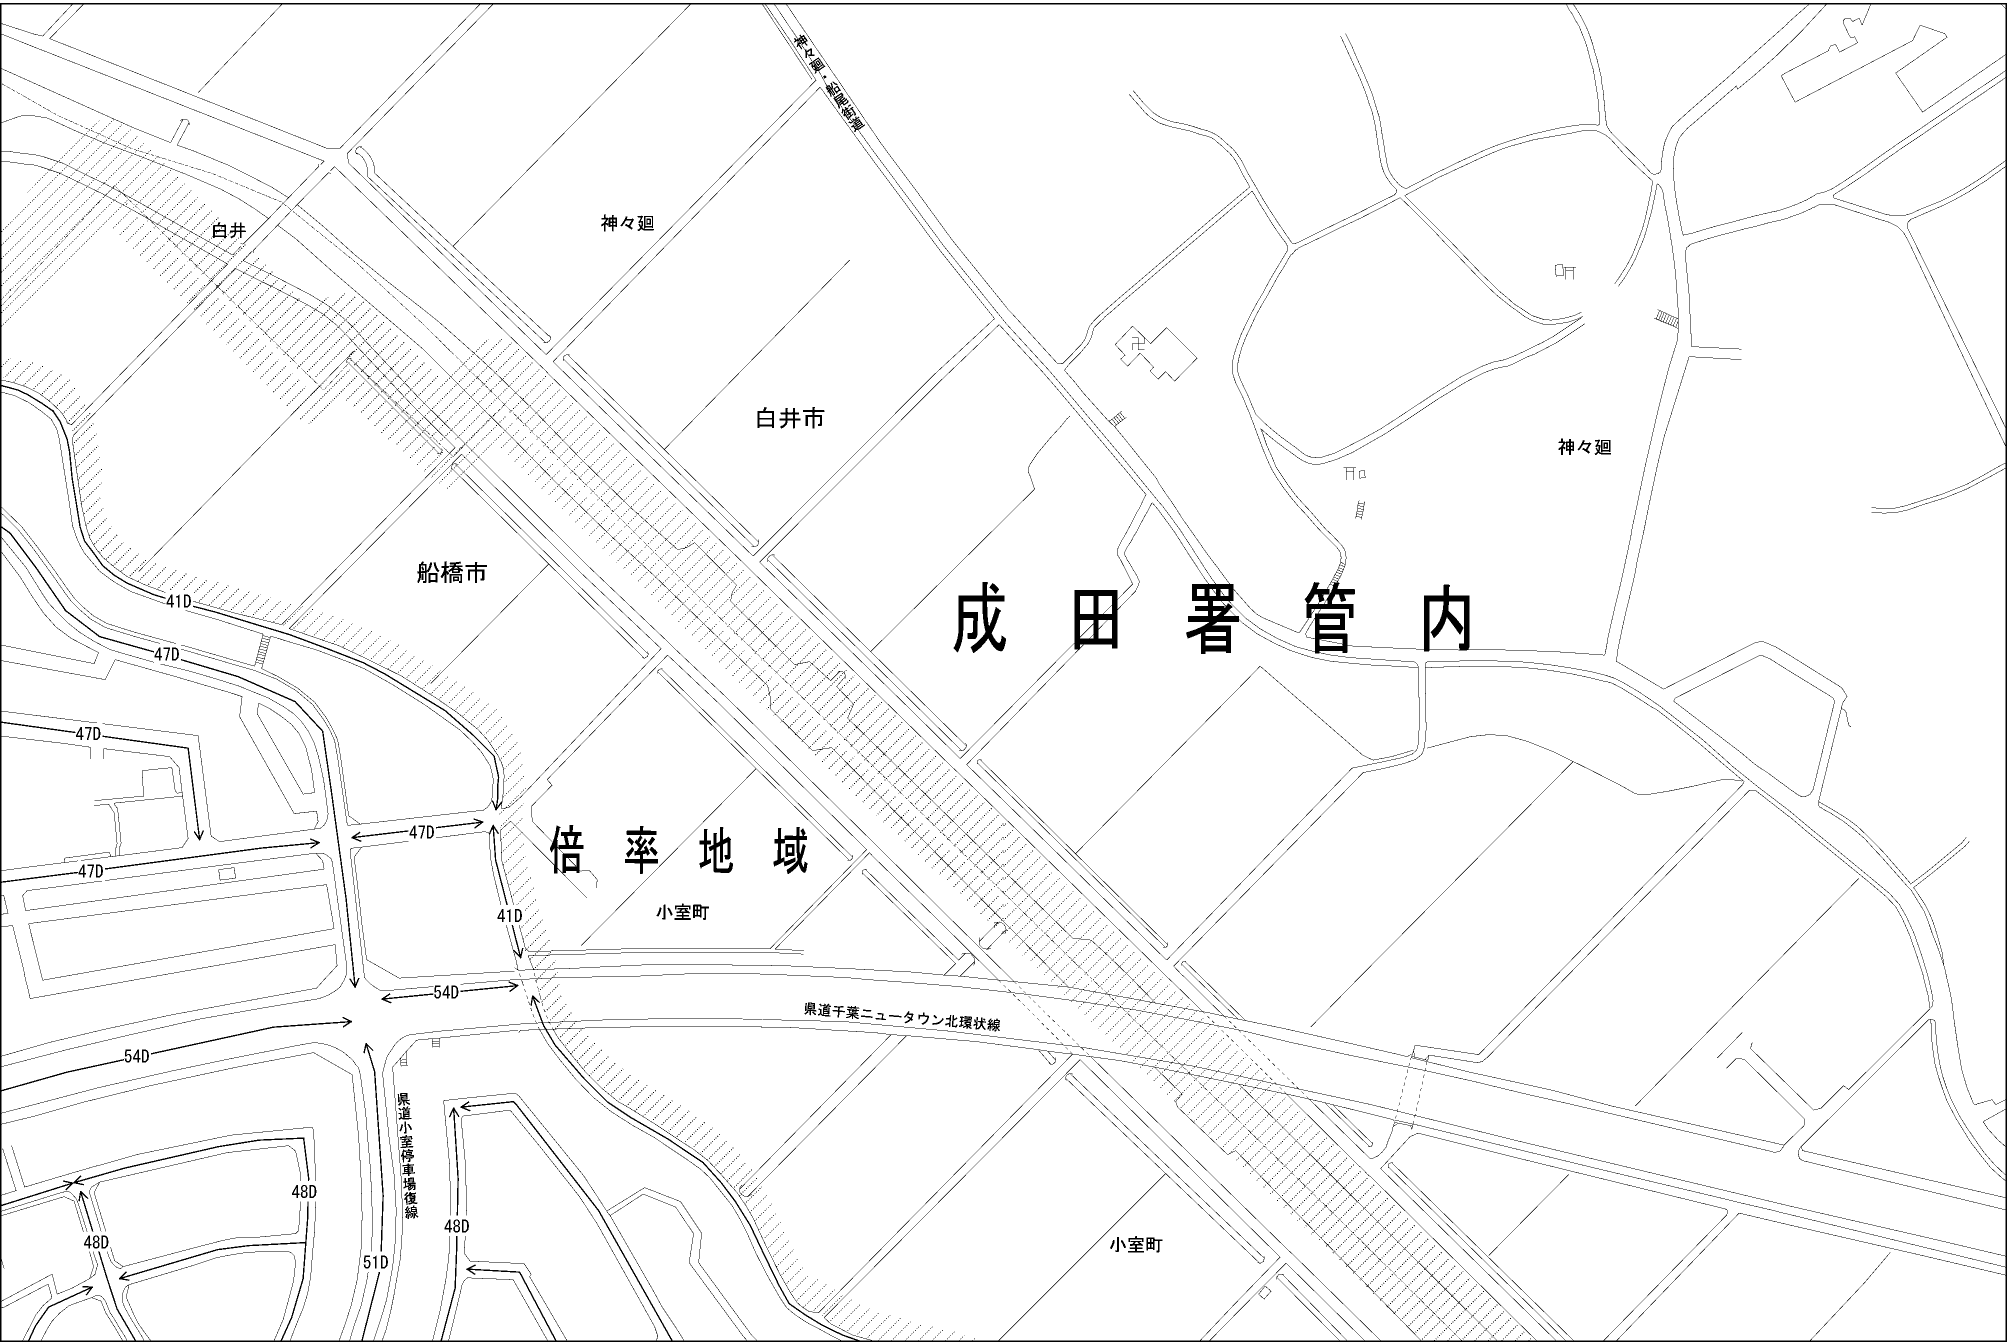 神々廻・船尾街道
神々廻
白井
白井市
神々廻
船橋市
成田署管内
41D
47D
47D
47D
倍率地域
47D
小室町
41D
54D
県道千葉ニュータウン北環状線
54D
県道小室停車場復線
48D
48D
48D
51D
小室町